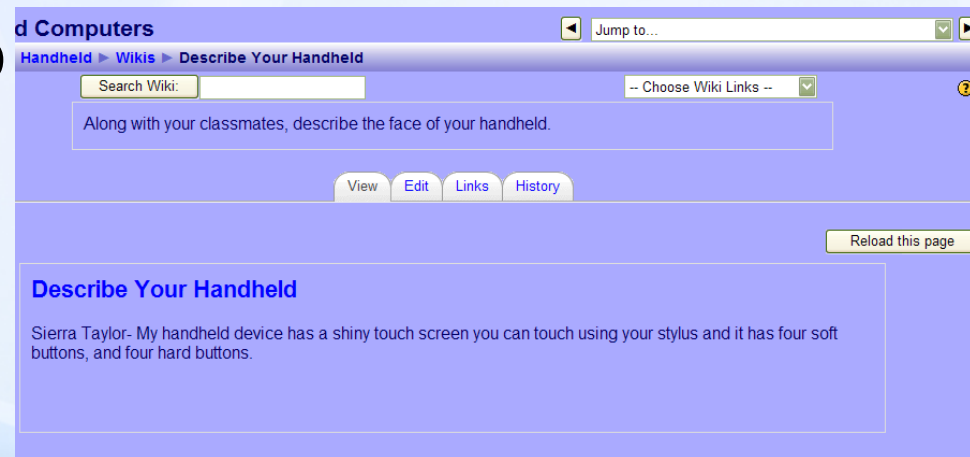 d Computers
Jump to...
Handheld ► Wikis ► Describe Your Handheld
Search Wiki:
-- Choose Wiki Links --
?
Along with your classmates, describe the face of your handheld.
View Edit Links History
Reload this page
Describe Your Handheld
Sierra Taylor- My handheld device has a shiny touch screen you can touch using your stylus and it has four soft
buttons, and four hard buttons.